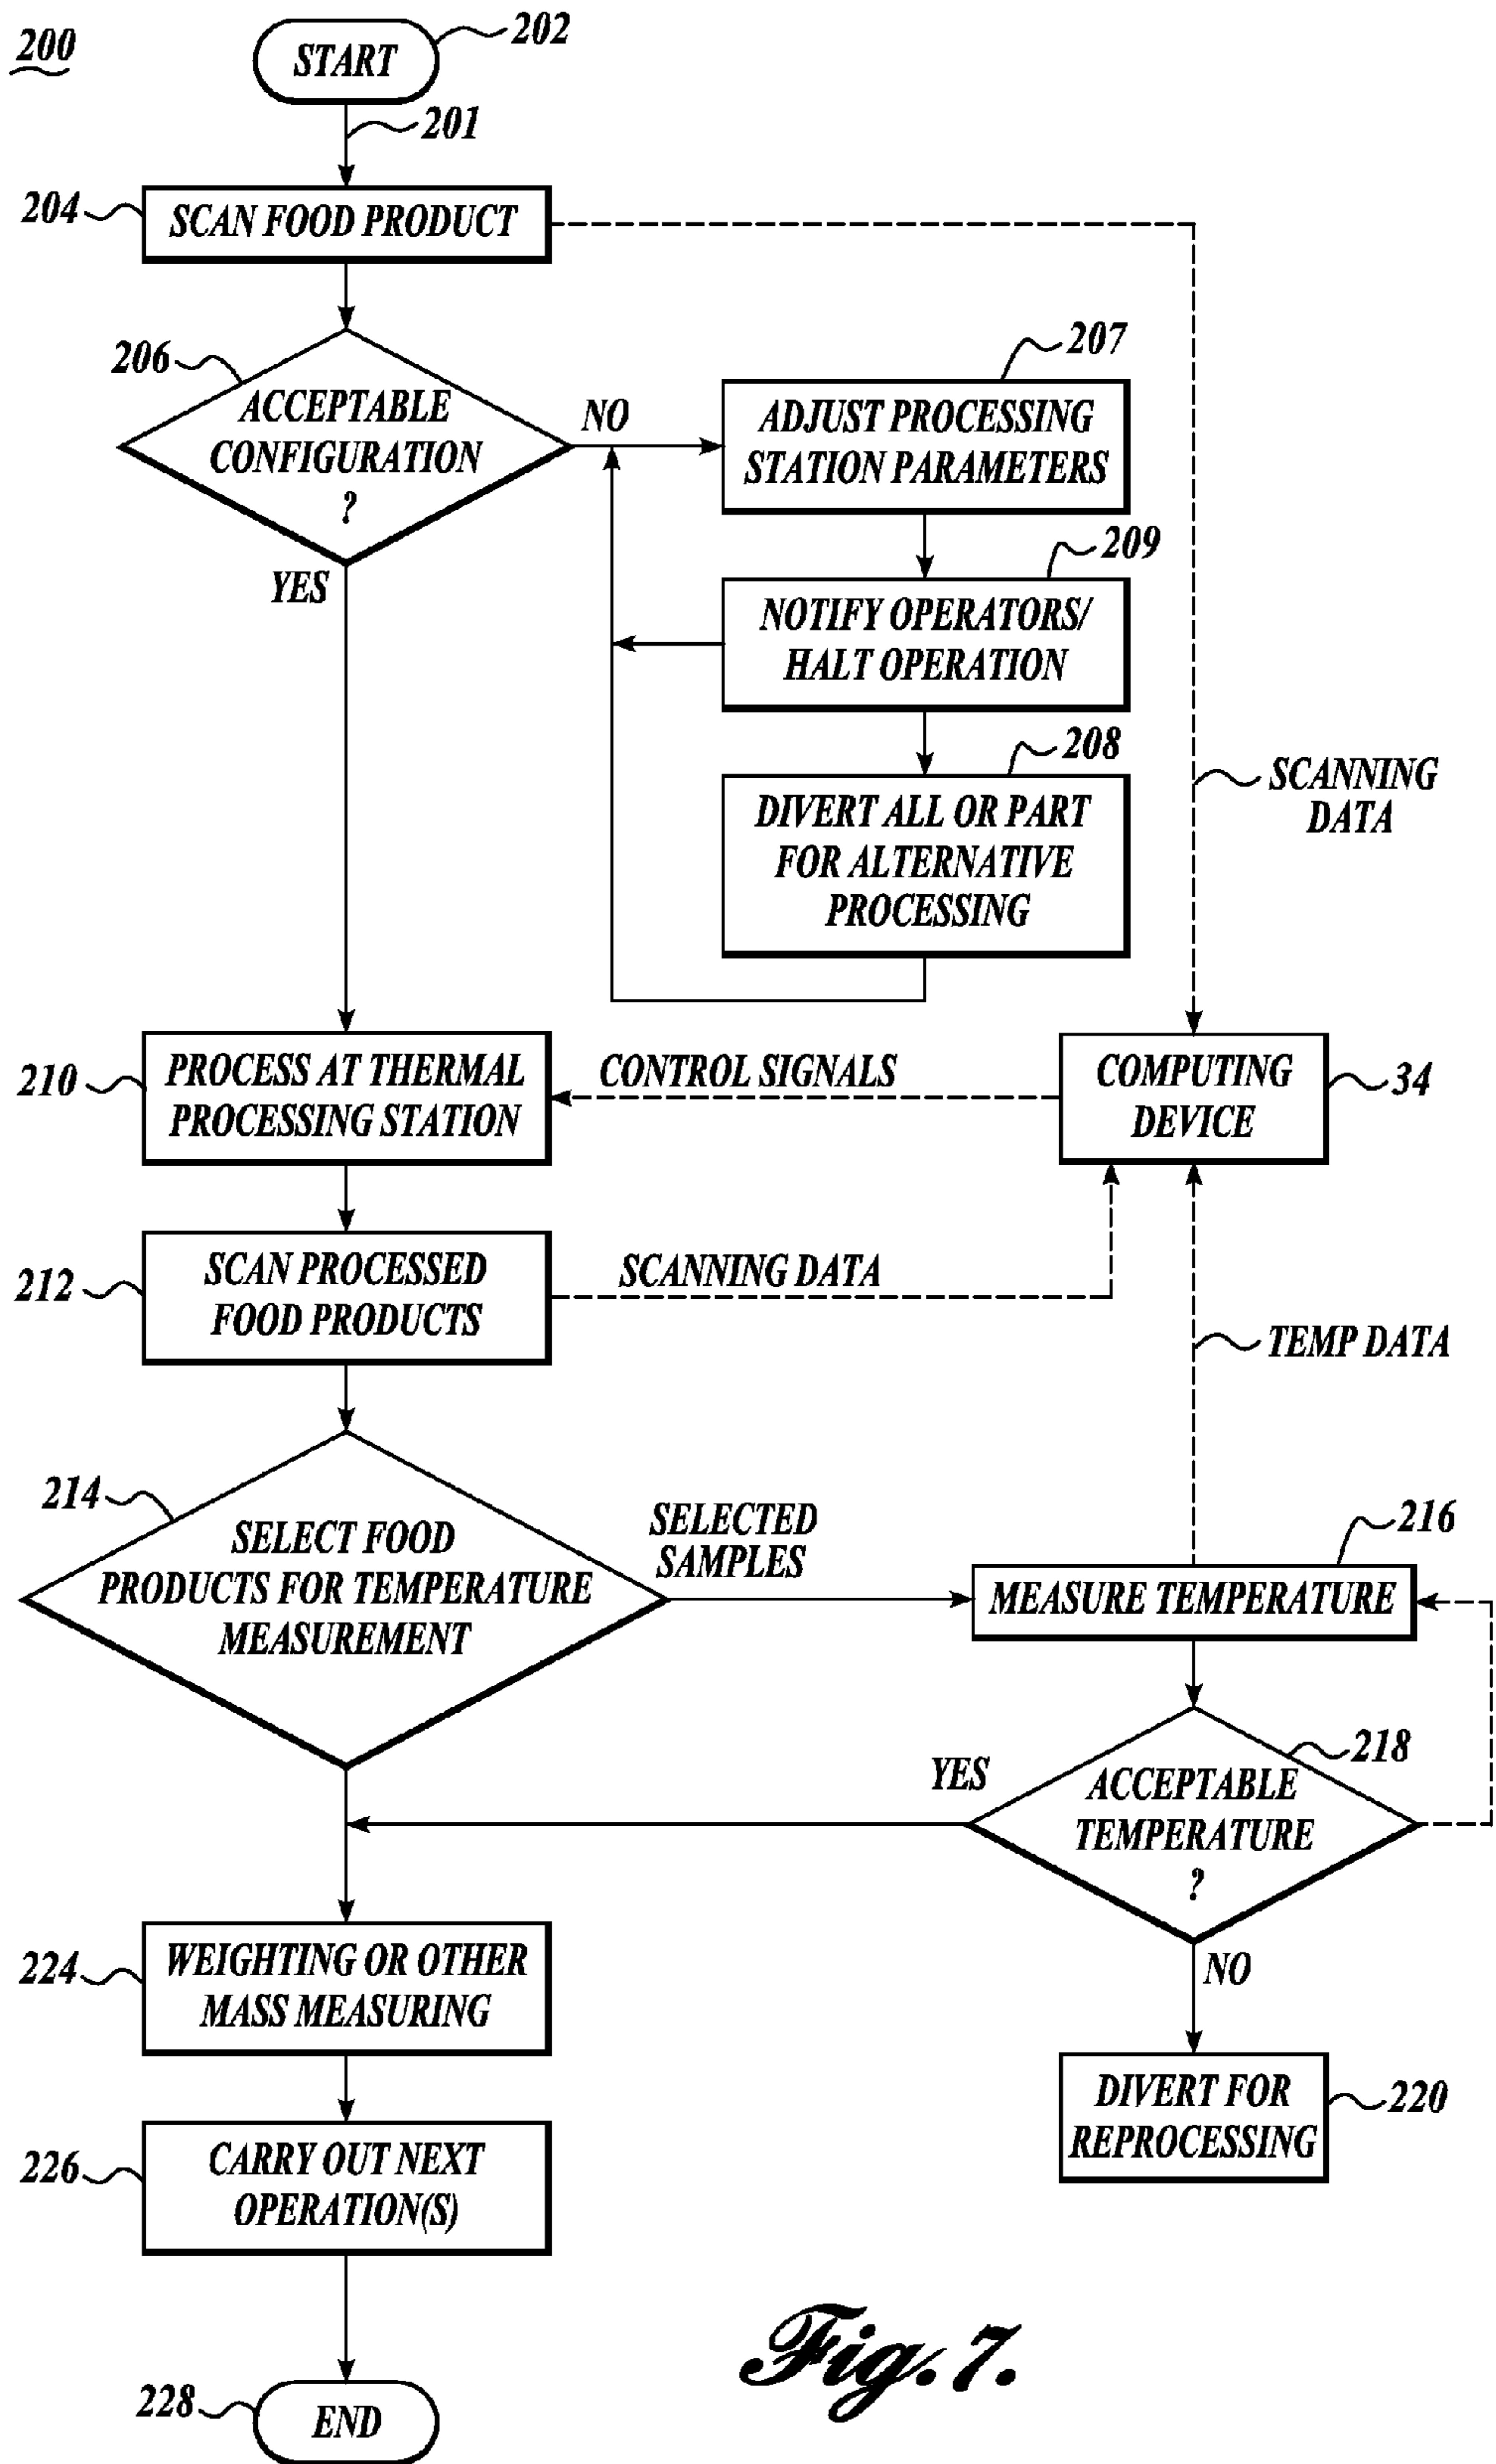 200
START
202
201
204
SCAN FOOD PRODUCT
206
ACCEPTABLE
CONFIGURATION
?
NO
YES
207
ADJUST PROCESSING
STATION PARAMETERS
209
NOTIFY OPERATORS/
HALT OPERATION
208
DIVERT ALL OR PART
FOR ALTERNATIVE
PROCESSING
SCANNING
DATA
210
PROCESS AT THERMAL
PROCESSING STATION
CONTROL SIGNALS
COMPUTING
DEVICE
34
212
SCAN PROCESSED
FOOD PRODUCTS
SCANNING DATA
TEMP DATA
214
SELECT FOOD
PRODUCTS FOR TEMPERATURE
MEASUREMENT
SELECTED
SAMPLES
216
MEASURE TEMPERATURE
218
YES
ACCEPTABLE
TEMPERATURE
?
NO
224
WEIGHTING OR OTHER
MASS MEASURING
DIVERT FOR
REPROCESSING
220
226
CARRY OUT NEXT
OPERATION(S)
228
END
Fig. 7.